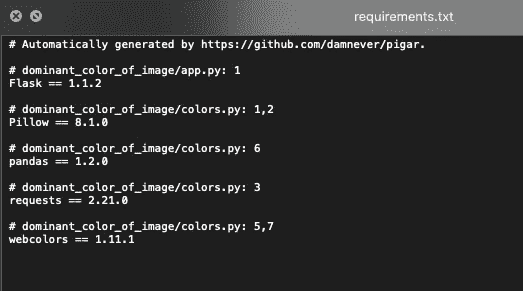 requirements.txt
# Automatically generated by https://github.com/damnever/pigar.
# dominant_color_of_image/app.py: 1
Flask == 1.1.2
# dominant_color_of_image/colors.py: 1,2
Pillow == 8.1.0
# dominant_color_of_image/colors.py: 6
pandas == 1.2.0
# dominant_color_of_image/colors.py: 3
requests == 2.21.0
# dominant_color_of_image/colors.py: 5,7
webcolors == 1.11.1